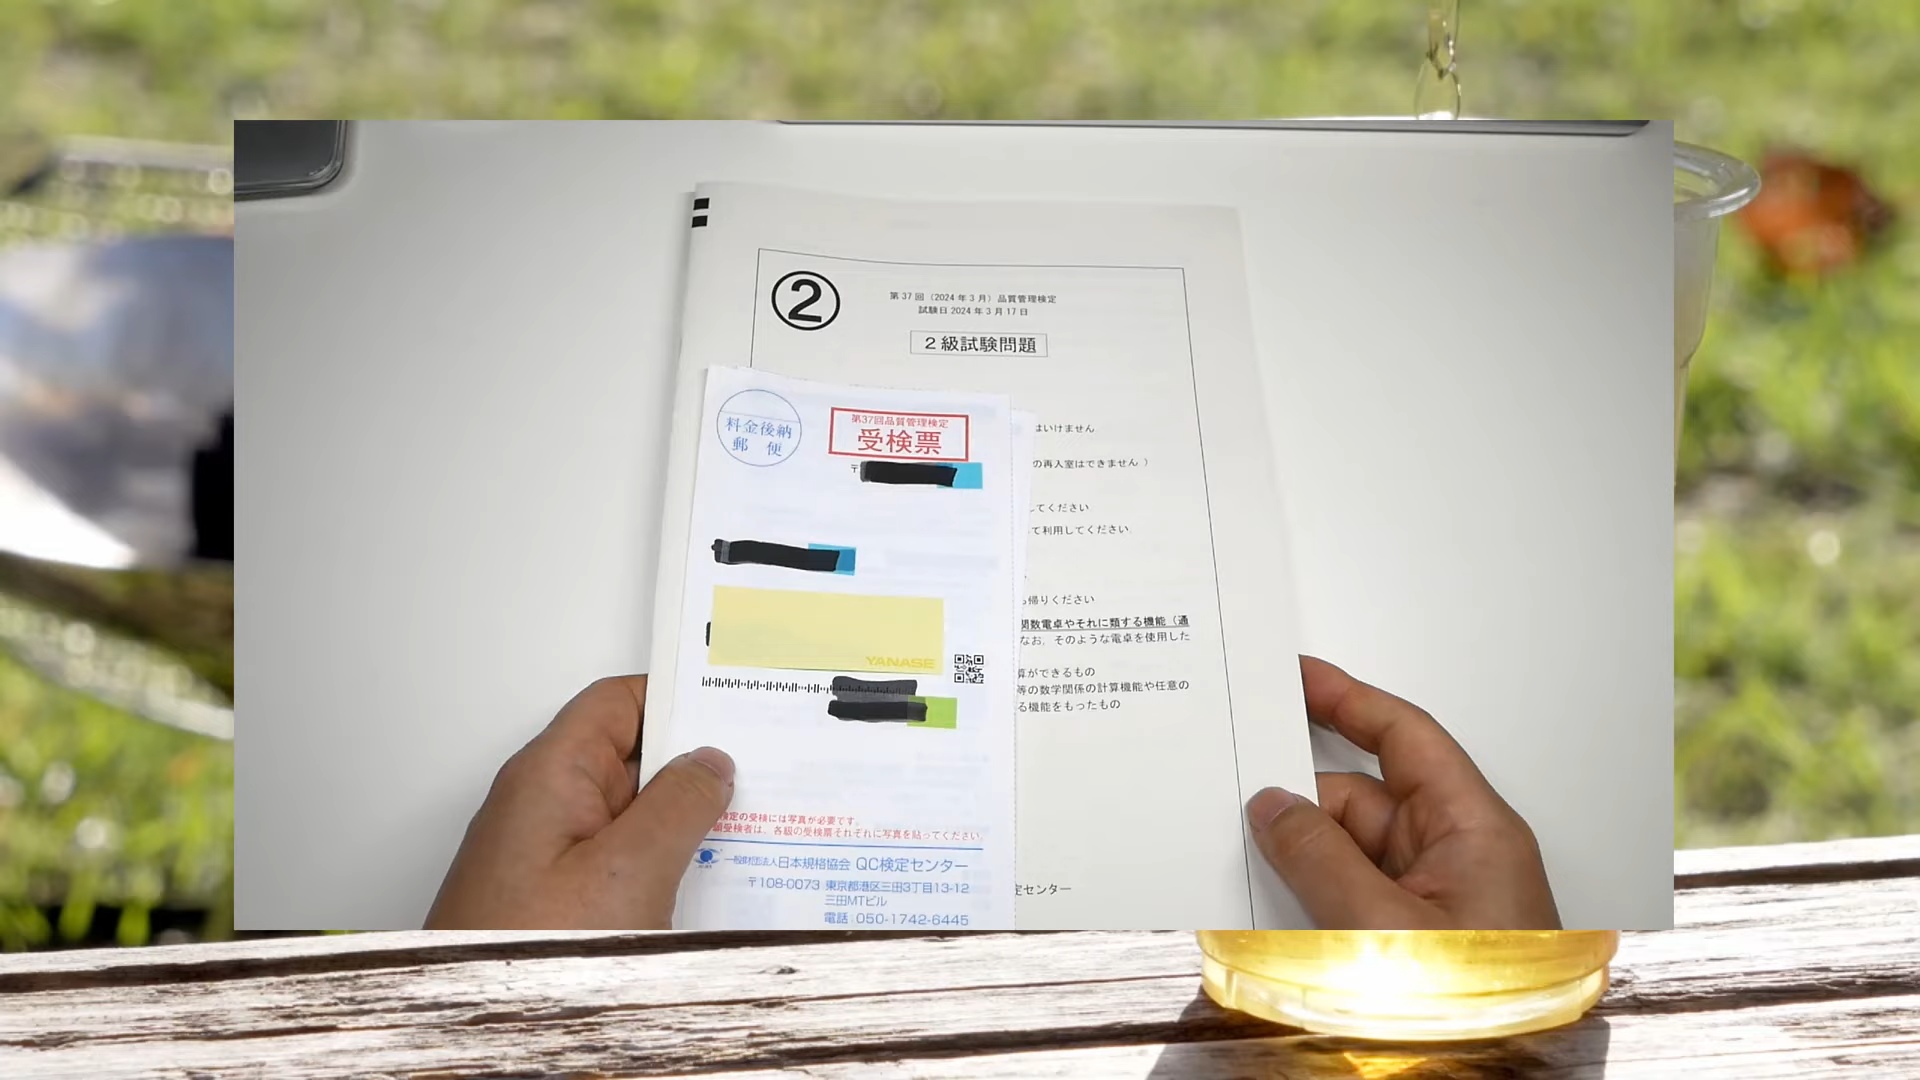 ②
第37回（2024年3月）品質管理検定
試験日 2024年3月17日
2級試験問題
料金後納
郵 便
第37回品質管理検定
受検票
〒
はいけません
の再入室はできません ）
してください
て利用してください。
帰りください
関数電卓やそれに類する機能（通
なお、そのような電卓を使用した
算ができるもの
等の数学関係の計算機能や任意の
る機能をもったもの
YANASE
検定の受検には写真が必要です。
受検者は、各級の受検票それぞれに写真を貼ってください。
一般財団法人日本規格協会 QC検定センター
〒108-0073 東京都港区三田3丁目13-12
三田MTビル
電話：050-1742-6445
定センター